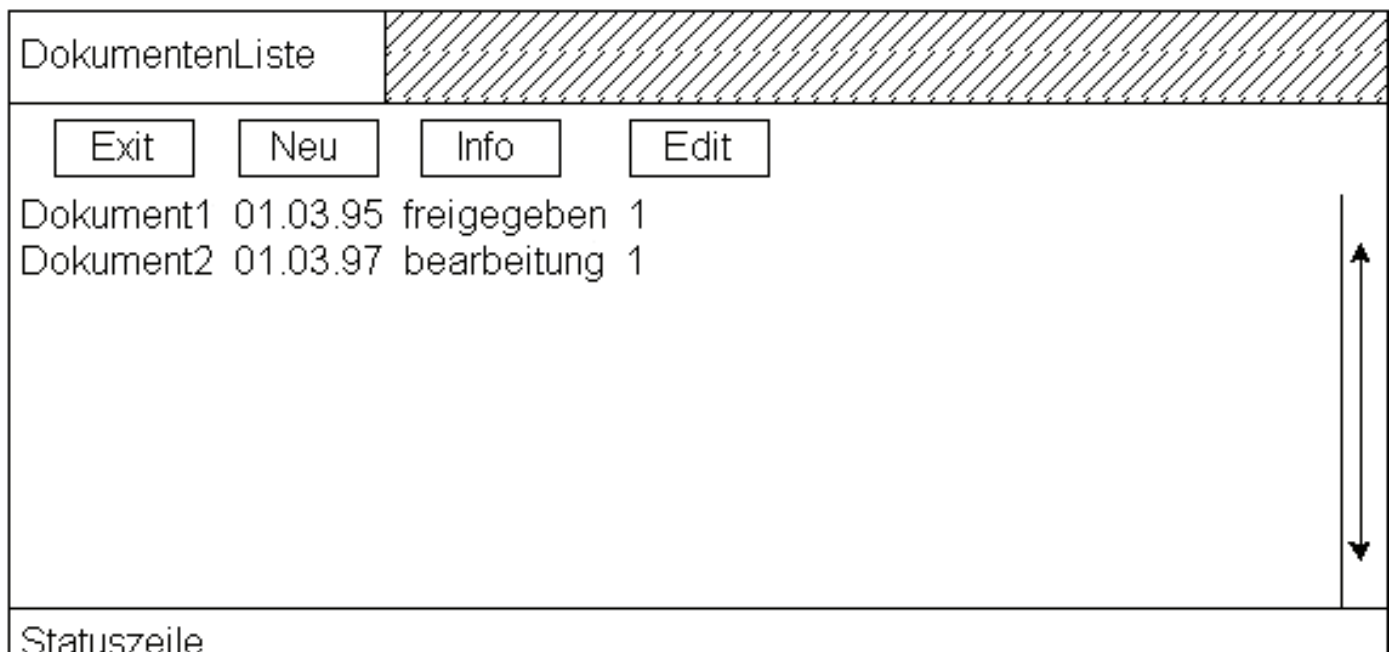 DokumentenListe
Exit Neu Info Edit
Dokument1 01.03.95 freigegeben 1
Dokument2 01.03.97 bearbeitung 1
Statuszeile